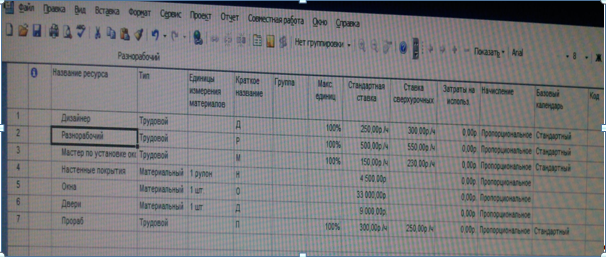 Файл Правка Вид Вставка Формат Сервис Проект Отчет Совместная работа Окно Справка
Нет группировки Показать Arial 8
Разнорабочий
Название ресурса Тип Единицы измерения материалов Краткое название Группа Макс. единиц Стандартная ставка Ставка сверхурочных Затраты на использ. Начисление Базовый календарь Код
1 Дизайнер Трудовой Д 100% 250,00р./ч 300,00р./ч 0,00р. Пропорциональное Стандартный
2 Разнорабочий Трудовой Р 100% 500,00р./ч 550,00р./ч 0,00р. Пропорциональное Стандартный
3 Мастер по установке окс Трудовой М 100% 150,00р./ч 230,00р./ч 0,00р. Пропорциональное Стандартный
4 Настенные покрытия Материальный 1 рулон Н 4 500,00р. 0,00р. Пропорциональное
5 Окна Материальный 1 шт О 33 000,00р. 0,00р. Пропорциональное
6 Двери Материальный 1 шт Д 9 000,00р. 0,00р. Пропорциональное
7 Прораб Трудовой П 100% 300,00р./ч 250,00р./ч 0,00р. Пропорциональное Стандартный